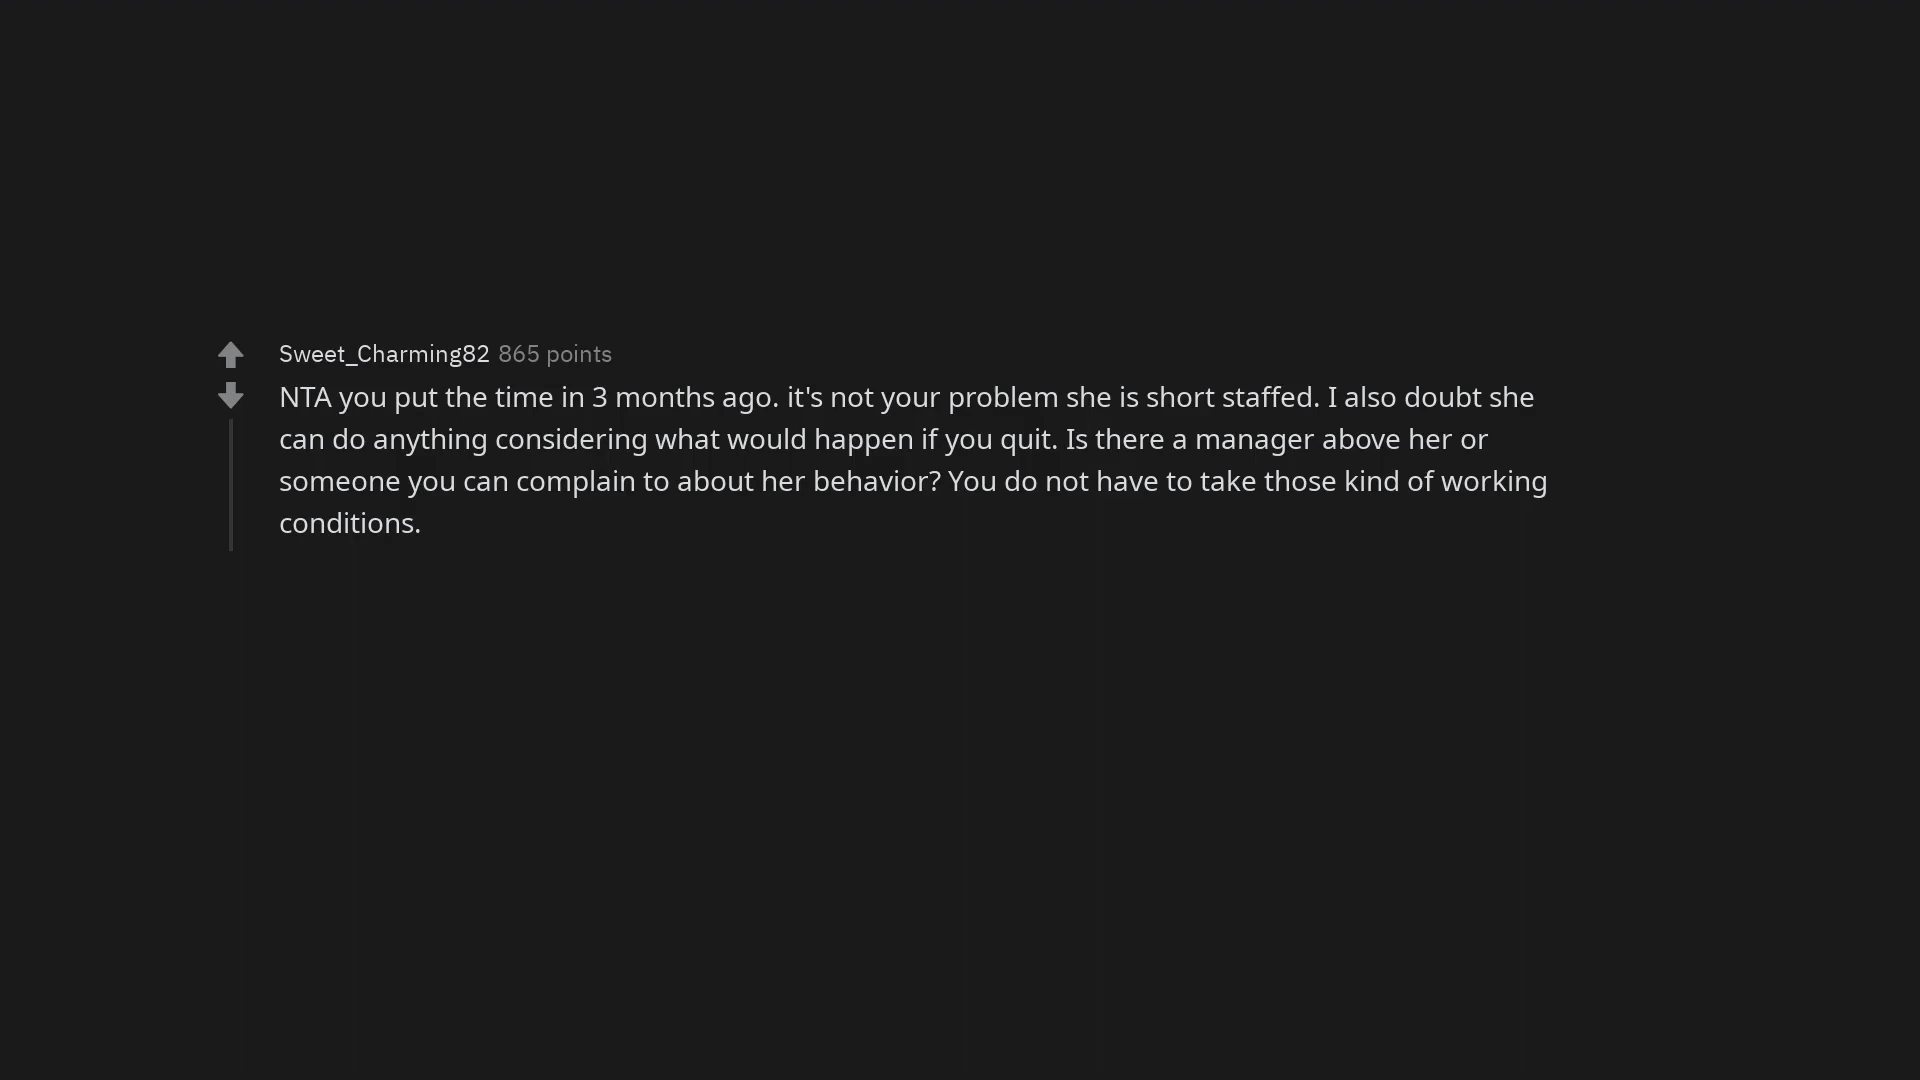 Sweet_Charming82 865 points
NTA you put the time in 3 months ago. it's not your problem she is short staffed. I also doubt she
can do anything considering what would happen if you quit. Is there a manager above her or
someone you can complain to about her behavior? You do not have to take those kind of working
conditions.